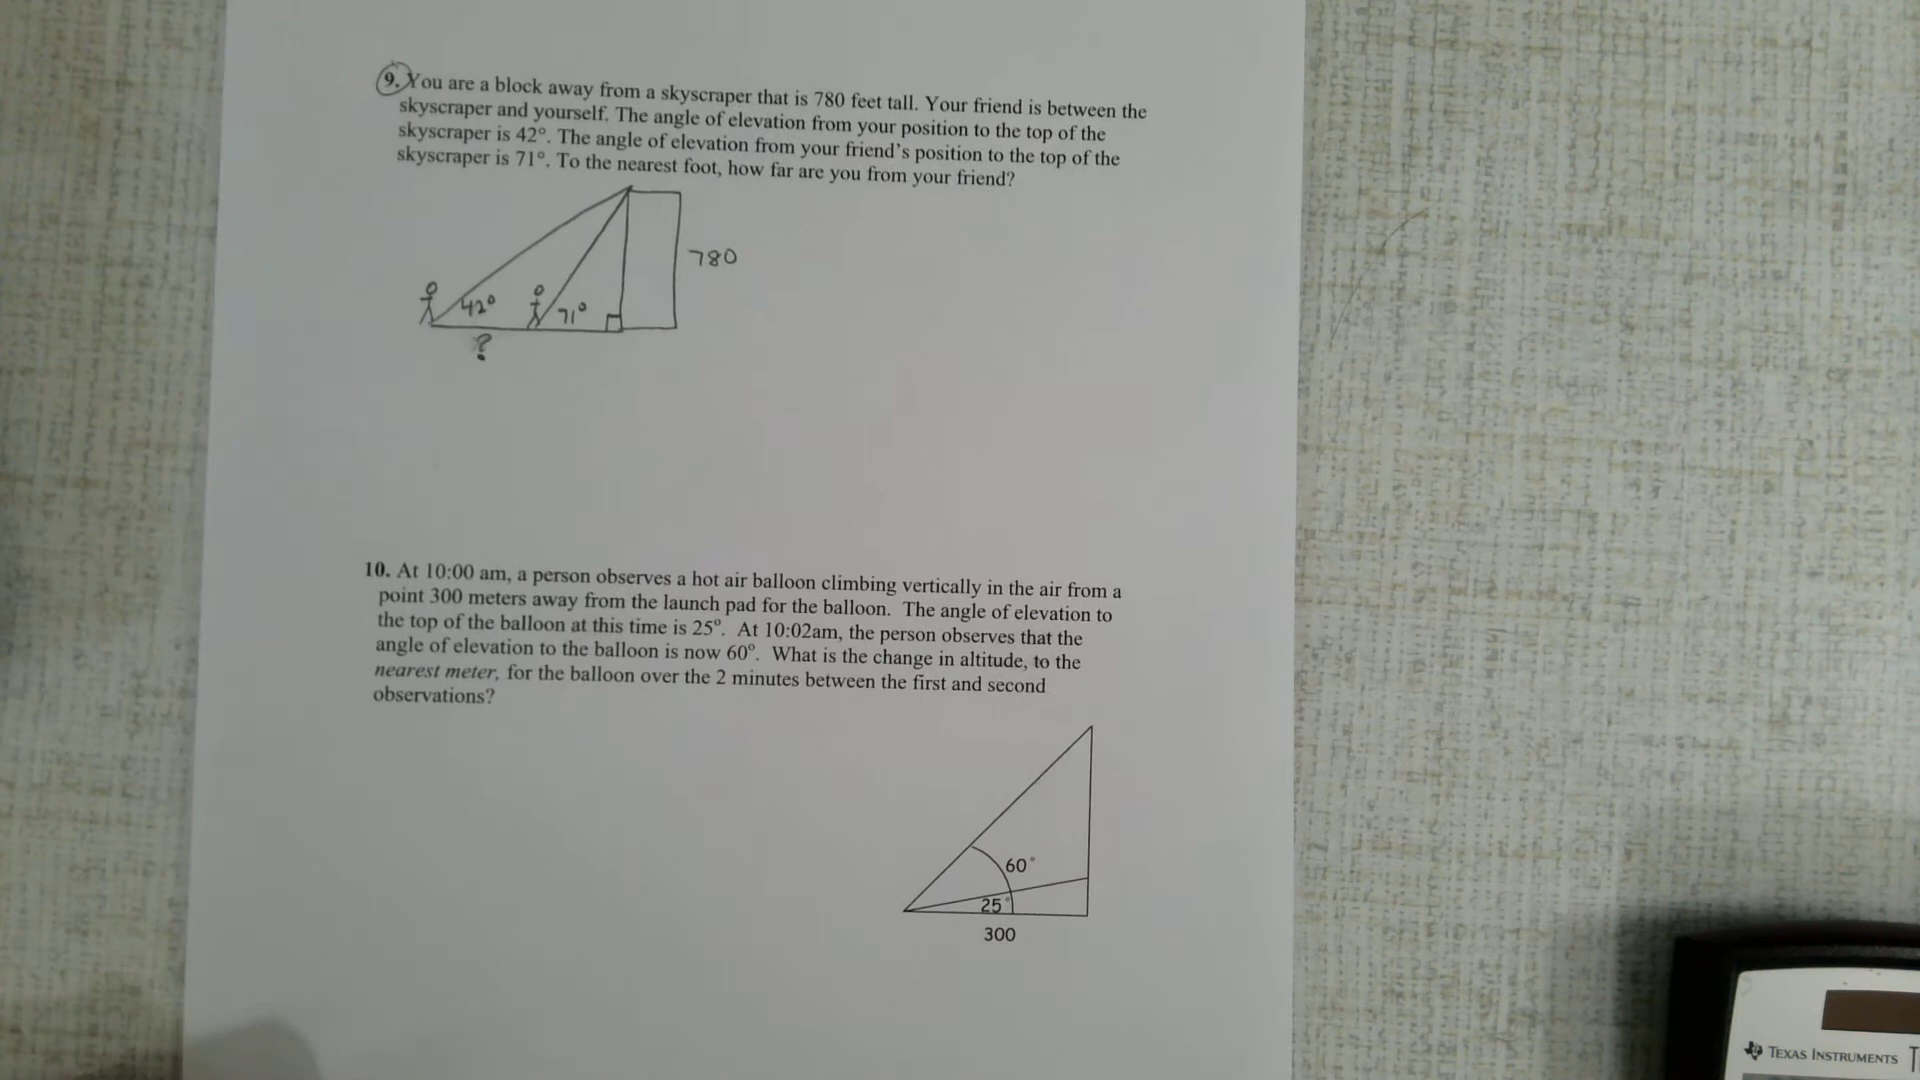 9. You are a block away from a skyscraper that is 780 feet tall. Your friend is between the
skyscraper and yourself. The angle of elevation from your position to the top of the
skyscraper is 42°. The angle of elevation from your friend's position to the top of the
skyscraper is 71°. To the nearest foot, how far are you from your friend?
780
42°
71°
?
10. At 10:00 am, a person observes a hot air balloon climbing vertically in the air from a
point 300 meters away from the launch pad for the balloon. The angle of elevation to
the top of the balloon at this time is 25°. At 10:02am, the person observes that the
angle of elevation to the balloon is now 60°. What is the change in altitude, to the
nearest meter, for the balloon over the 2 minutes between the first and second
observations?
60°
25°
300
TEXAS INSTRUMENTS